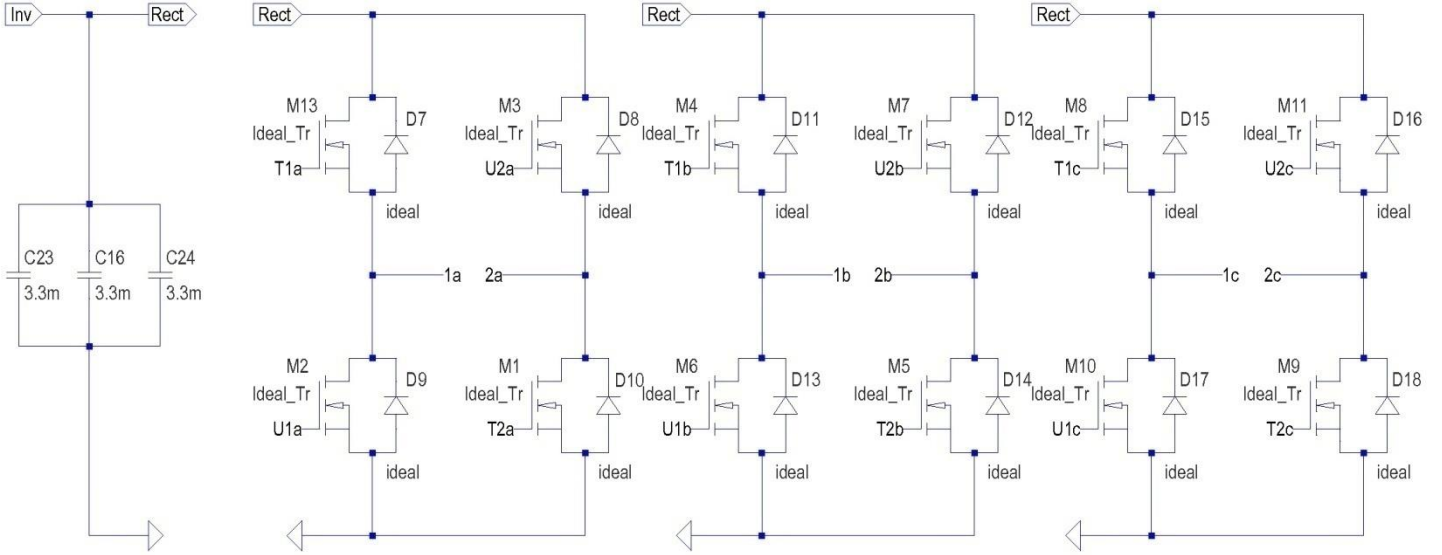 Inv Rect Rect Rect Rect
M13 M3 M4 M7 M8 M11
D7 D8 D11 D12 D15 D16
Ideal_Tr Ideal_Tr Ideal_Tr Ideal_Tr Ideal_Tr Ideal_Tr
T1a U2a T1b U2b T1c U2c
ideal ideal ideal ideal ideal ideal
C23 C16 C24
1a 2a 1b 2b 1c 2c
3.3m 3.3m 3.3m
M2 M1 M6 M5 M10 M9
D9 D10 D13 D14 D17 D18
Ideal_Tr Ideal_Tr Ideal_Tr Ideal_Tr Ideal_Tr Ideal_Tr
U1a T2a U1b T2b U1c T2c
ideal ideal ideal ideal ideal ideal